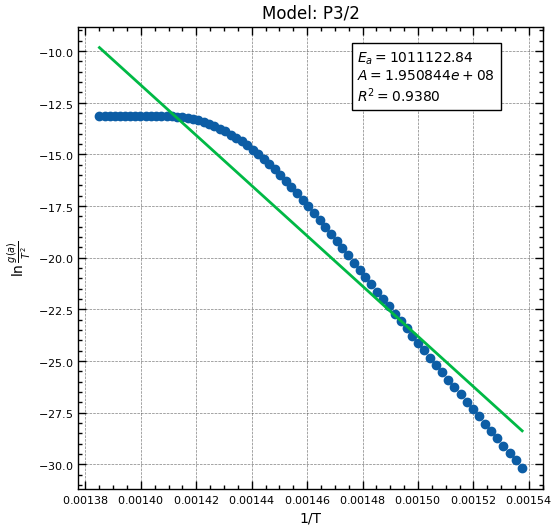 Model: P3/2
E_a = 1011122.84
A = 1.950844e + 08
R² = 0.9380
−10.0
−12.5
−15.0
−17.5
−20.0
−22.5
−25.0
−27.5
−30.0
ln g(a)/T²
0.00138 0.00140 0.00142 0.00144 0.00146 0.00148 0.00150 0.00152 0.00154
1/T